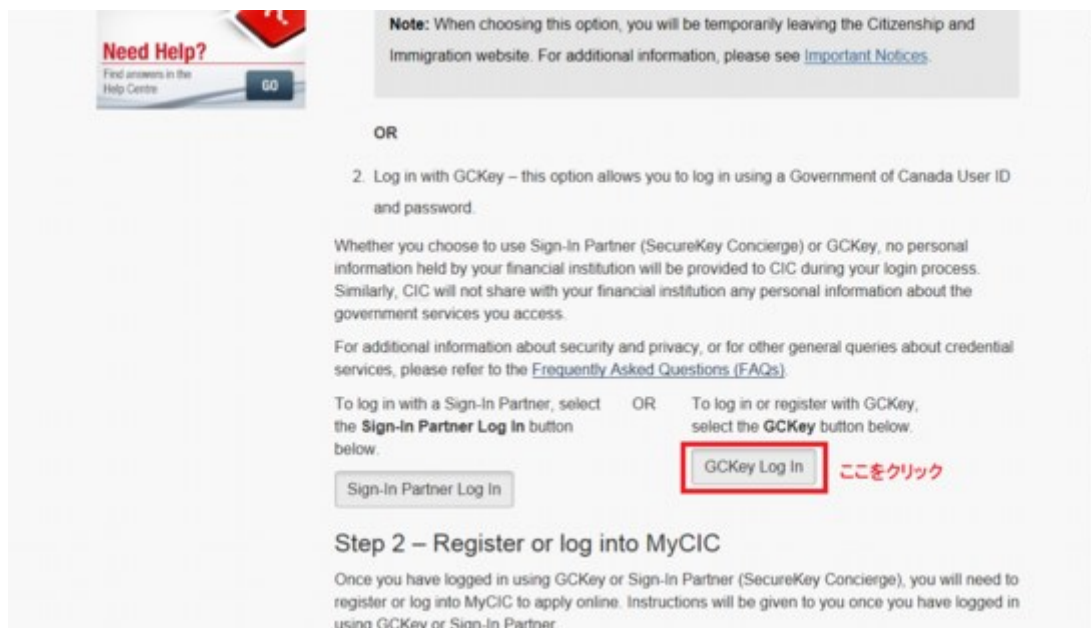 Need Help?
Find answers in the
Help Centre
GO
Note: When choosing this option, you will be temporarily leaving the Citizenship and
Immigration website. For additional information, please see Important Notices.
OR
2. Log in with GCKey – this option allows you to log in using a Government of Canada User ID
and password.
Whether you choose to use Sign-In Partner (SecureKey Concierge) or GCKey, no personal
information held by your financial institution will be provided to CIC during your login process.
Similarly, CIC will not share with your financial institution any personal information about the
government services you access.
For additional information about security and privacy, or for other general queries about credential
services, please refer to the Frequently Asked Questions (FAQs).
To log in with a Sign-In Partner, select
the Sign-In Partner Log In button
below.
Sign-In Partner Log In
OR
To log in or register with GCKey,
select the GCKey button below.
GCKey Log In
ここをクリック
Step 2 – Register or log into MyCIC
Once you have logged in using GCKey or Sign-In Partner (SecureKey Concierge), you will need to
register or log into MyCIC to apply online. Instructions will be given to you once you have logged in
using GCKey or Sign-In Partner.